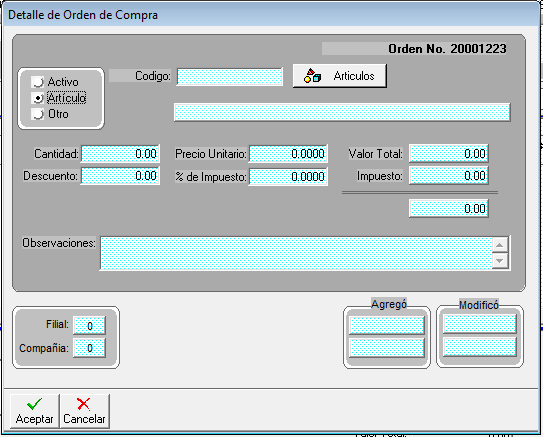 Detalle de Orden de Compra
Orden No. 20001223
Activo
Artículo
Otro
Codigo:
Articulos
Cantidad: 0.00
Precio Unitario: 0.0000
Valor Total: 0.00
Descuento: 0.00
% de Impuesto: 0.0000
Impuesto: 0.00
0.00
Observaciones:
Filial: 0
Compañia: 0
Agregó
Modificó
Aceptar
Cancelar